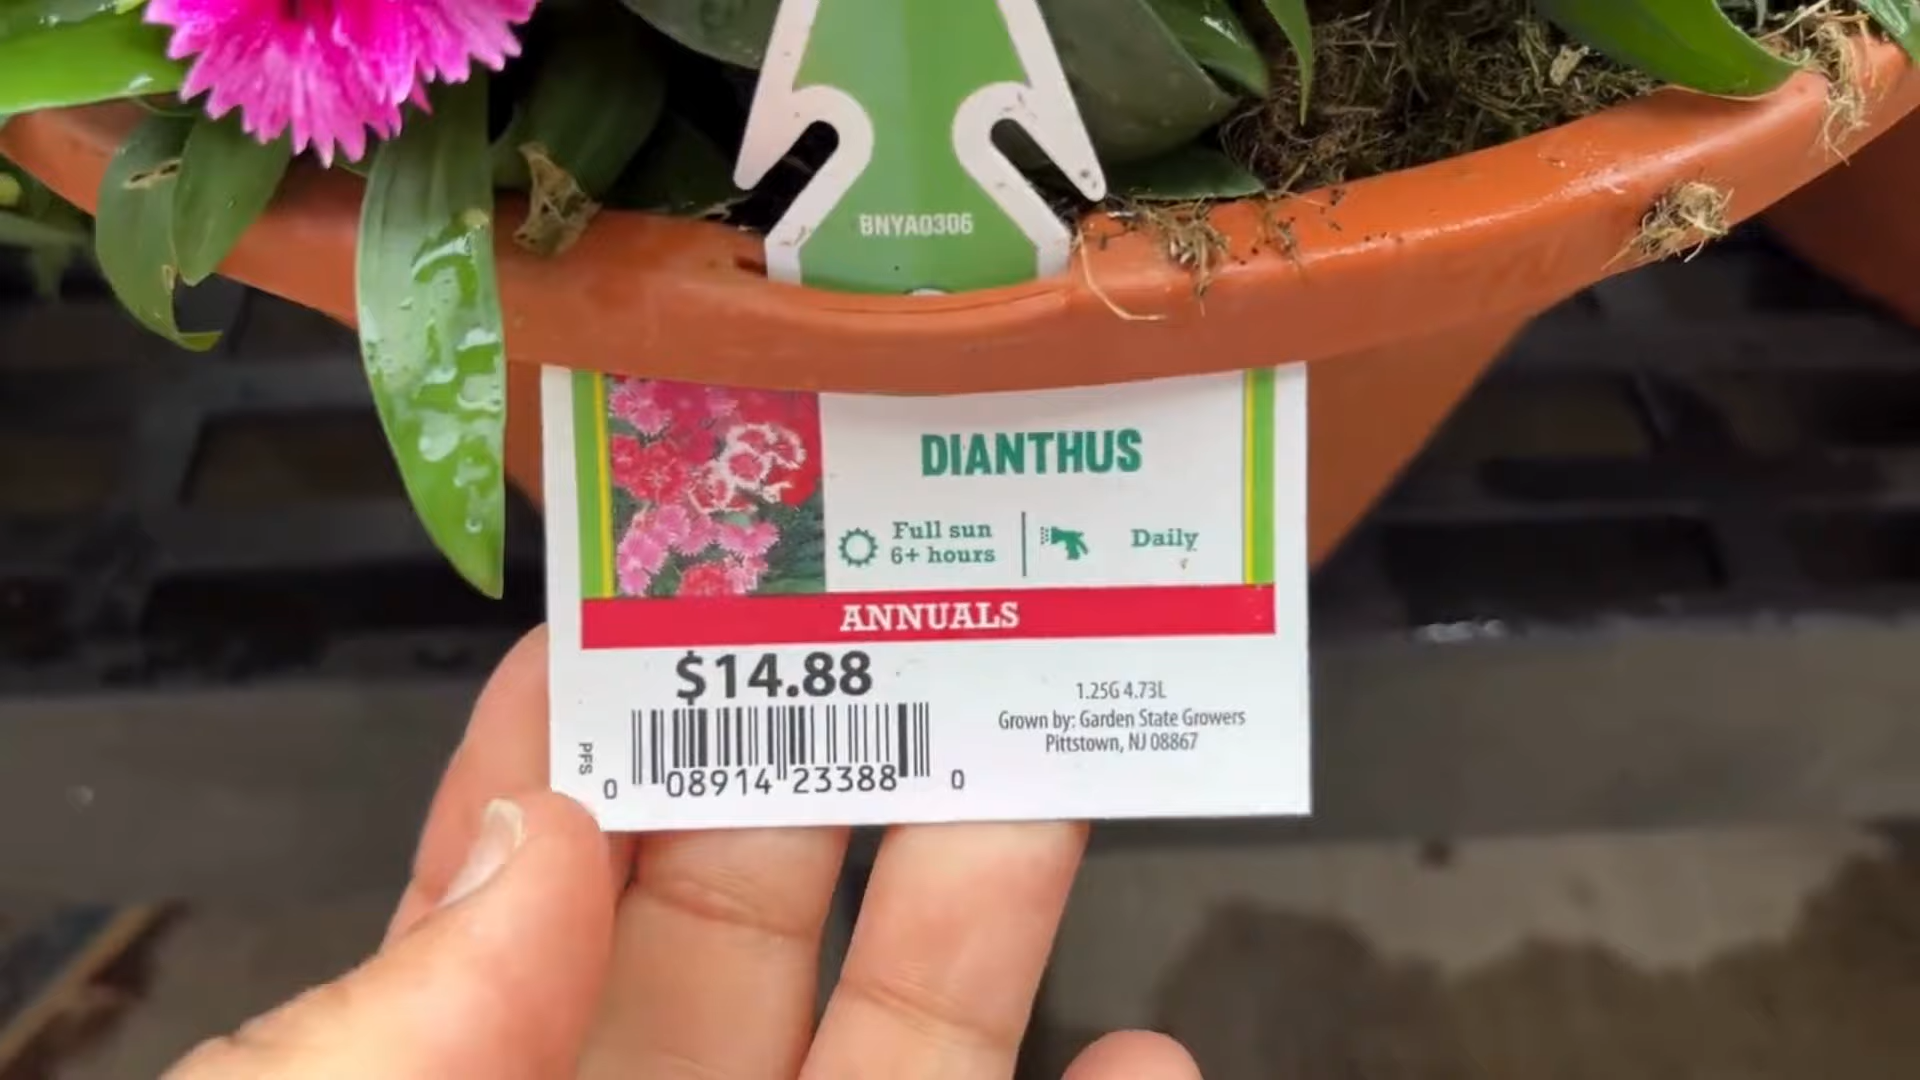 BNYA0306
DIANTHUS
Full sun
6+ hours
Daily
ANNUALS
$14.88
1.25G 4.73L
Grown by: Garden State Growers
Pittstown, NJ 08867
PFS
0 08914 23388 0